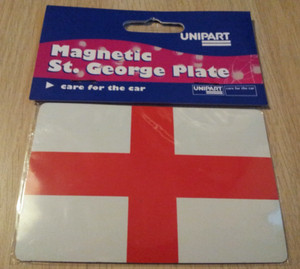 UNIPART
Magnetic
St. George Plate
care for the car
UNIPART care for the car